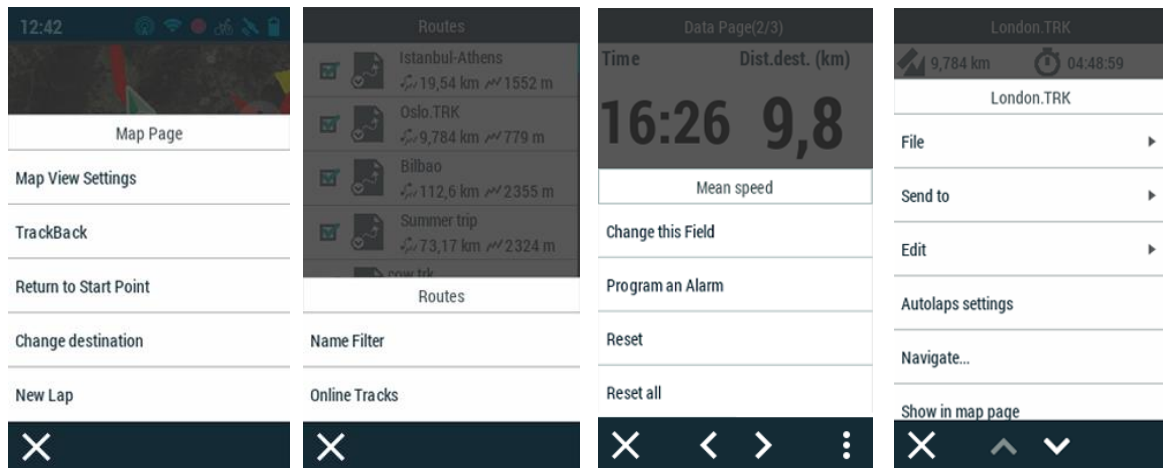 12:42
Map Page
Map View Settings
TrackBack
Return to Start Point
Change destination
New Lap
Routes
Istanbul-Athens
19,54 km 1552 m
Oslo.TRK
9,784 km 779 m
Bilbao
112,6 km 2355 m
Summer trip
73,17 km 2324 m
cow.trk
Routes
Name Filter
Online Tracks
Data Page(2/3)
Time Dist.dest. (km)
16:26 9,8
Mean speed
Change this Field
Program an Alarm
Reset
Reset all
London.TRK
9,784 km 04:48:59
London.TRK
File
Send to
Edit
Autolaps settings
Navigate...
Show in map page